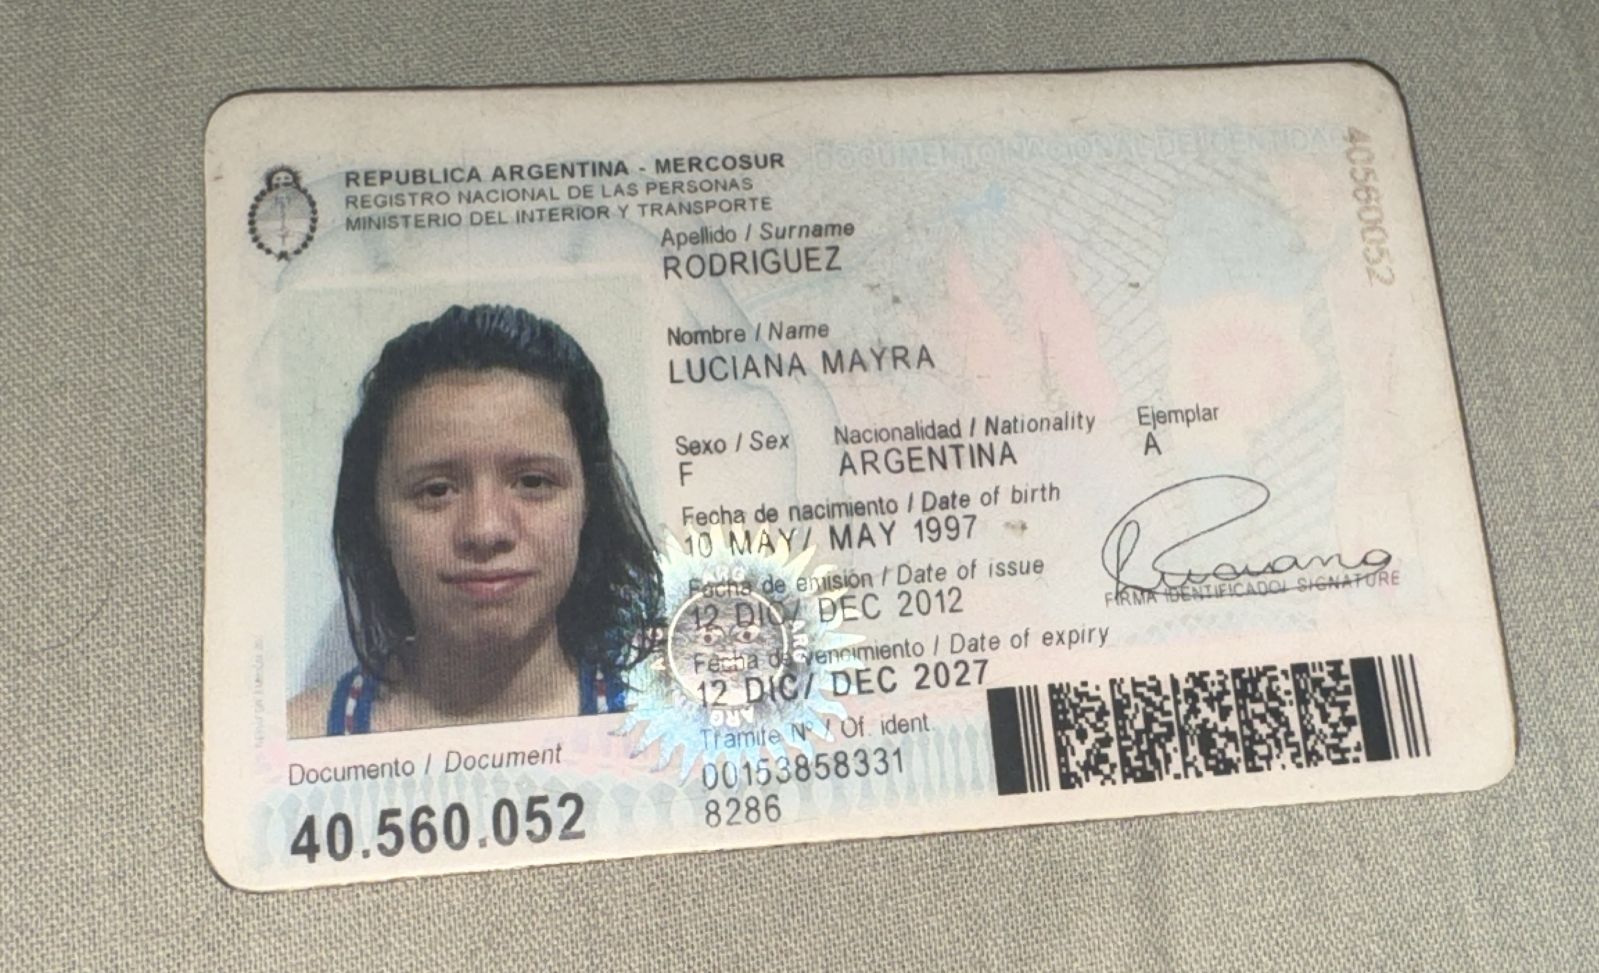 REPUBLICA ARGENTINA - MERCOSUR
REGISTRO NACIONAL DE LAS PERSONAS
MINISTERIO DEL INTERIOR Y TRANSPORTE
DOCUMENTO NACIONAL DE IDENTIDAD
40560052
Apellido / Surname
RODRIGUEZ
Nombre / Name
LUCIANA MAYRA
Sexo / Sex Nacionalidad / Nationality Ejemplar
F ARGENTINA A
Fecha de nacimiento / Date of birth
10 MAY/ MAY 1997
Fecha de emisión / Date of issue
12 DIC/ DEC 2012
Luciana
FIRMA IDENTIFICADO/ SIGNATURE
Fecha de vencimiento / Date of expiry
12 DIC/ DEC 2027
Tramite N° / Of. ident.
00153858331
8286
Documento / Document
40.560.052